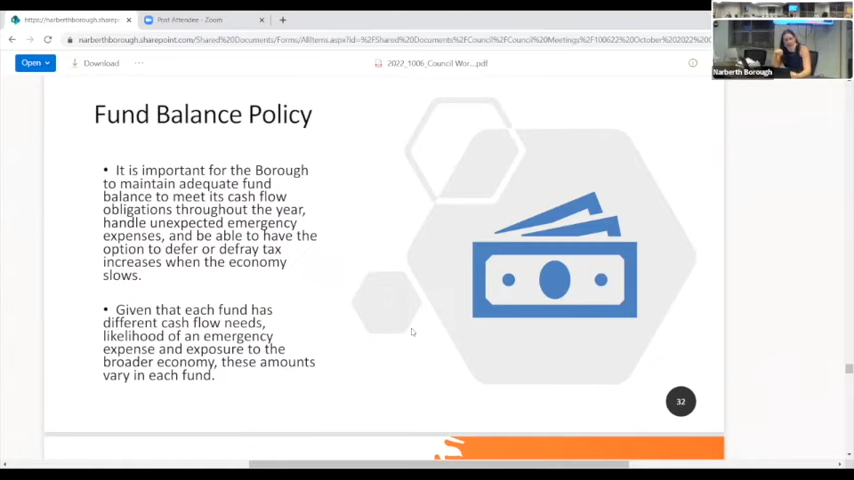 https://narberthborough.sharep
Post Attendee - Zoom
narberthborough.sharepoint.com/Shared%20Documents/Forms/AllItems.aspx?id=%2FShared%20Documents%2FCouncil%2FCouncil%20Meetings%2F100622%20October%202022%20C
Open
Download
2022_1006_Council Wor...pdf
Narberth Borough
Fund Balance Policy
• It is important for the Borough
to maintain adequate fund
balance to meet its cash flow
obligations throughout the year,
handle unexpected emergency
expenses, and be able to have the
option to defer or defray tax
increases when the economy
slows.
• Given that each fund has
different cash flow needs,
likelihood of an emergency
expense and exposure to the
broader economy, these amounts
vary in each fund.
32